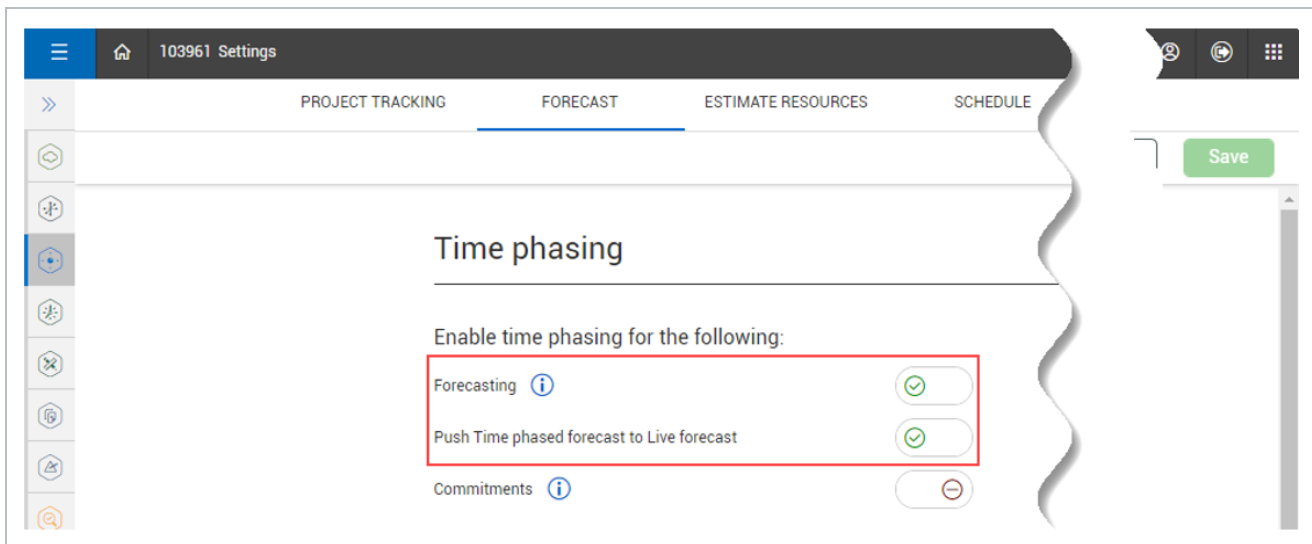 103961 Settings
PROJECT TRACKING FORECAST ESTIMATE RESOURCES SCHEDULE
Save
Time phasing
Enable time phasing for the following:
Forecasting
Push Time phased forecast to Live forecast
Commitments